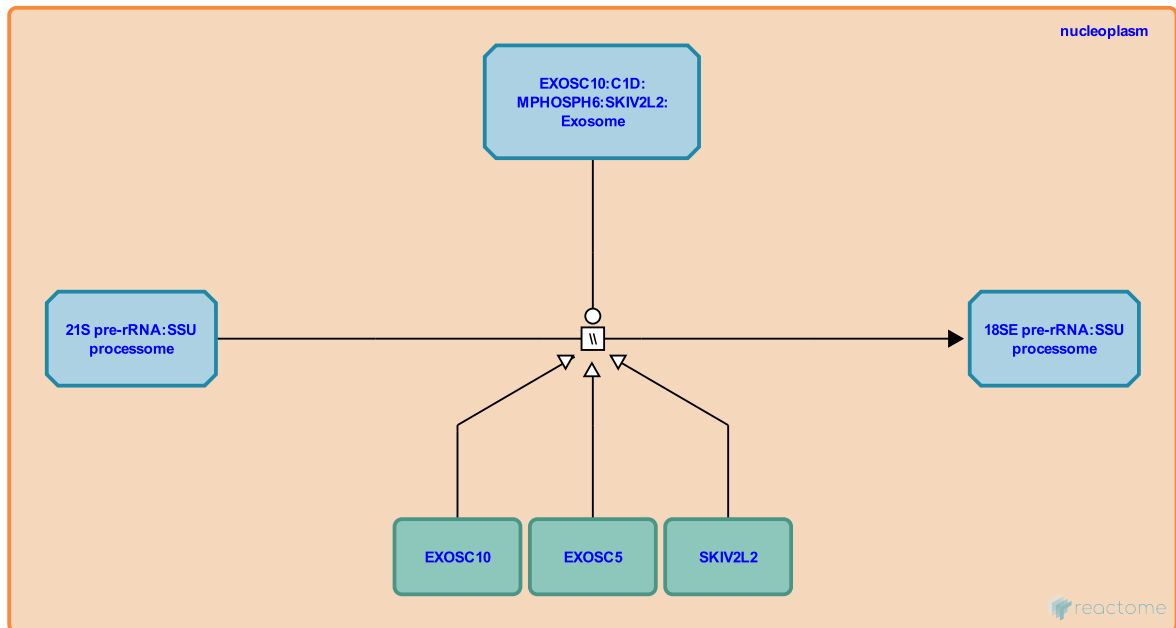 nucleoplasm
EXOSC10:C1D:
MPHOSPH6:SKIV2L2:
Exosome
21S pre-rRNA:SSU
processome
\\
18SE pre-rRNA:SSU
processome
EXOSC10
EXOSC5
SKIV2L2
reactome